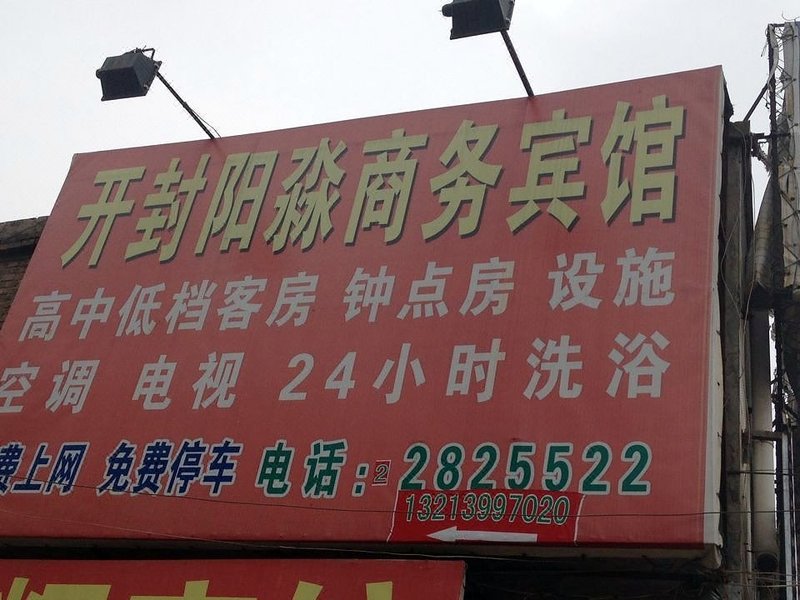 开封阳淼商务宾馆
高中低档客房 钟点房 设施
空调 电视 24小时洗浴
费上网 免费停车 电话:22825522
13213997020